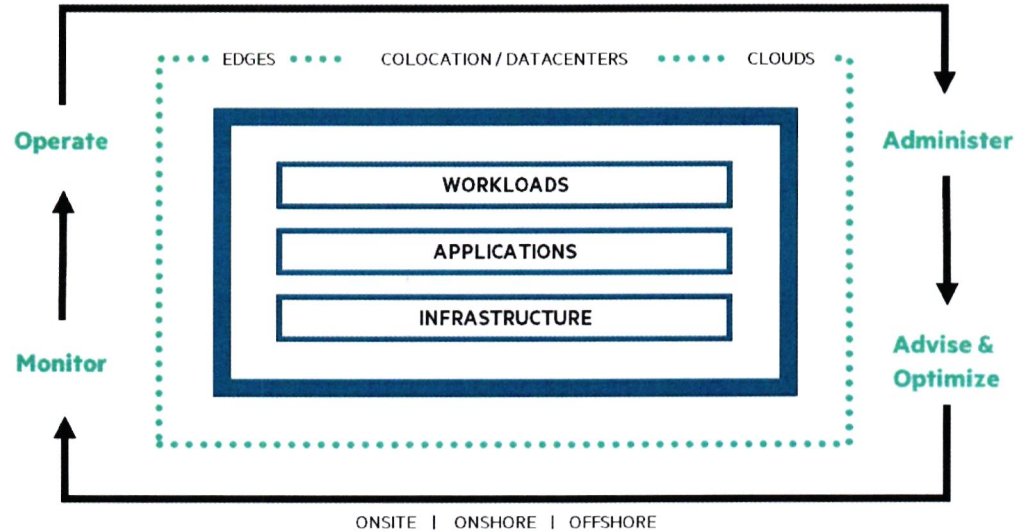 EDGES COLOCATION / DATACENTERS CLOUDS
Operate
Administer
WORKLOADS
APPLICATIONS
INFRASTRUCTURE
Monitor
Advise &
Optimize
ONSITE | ONSHORE | OFFSHORE